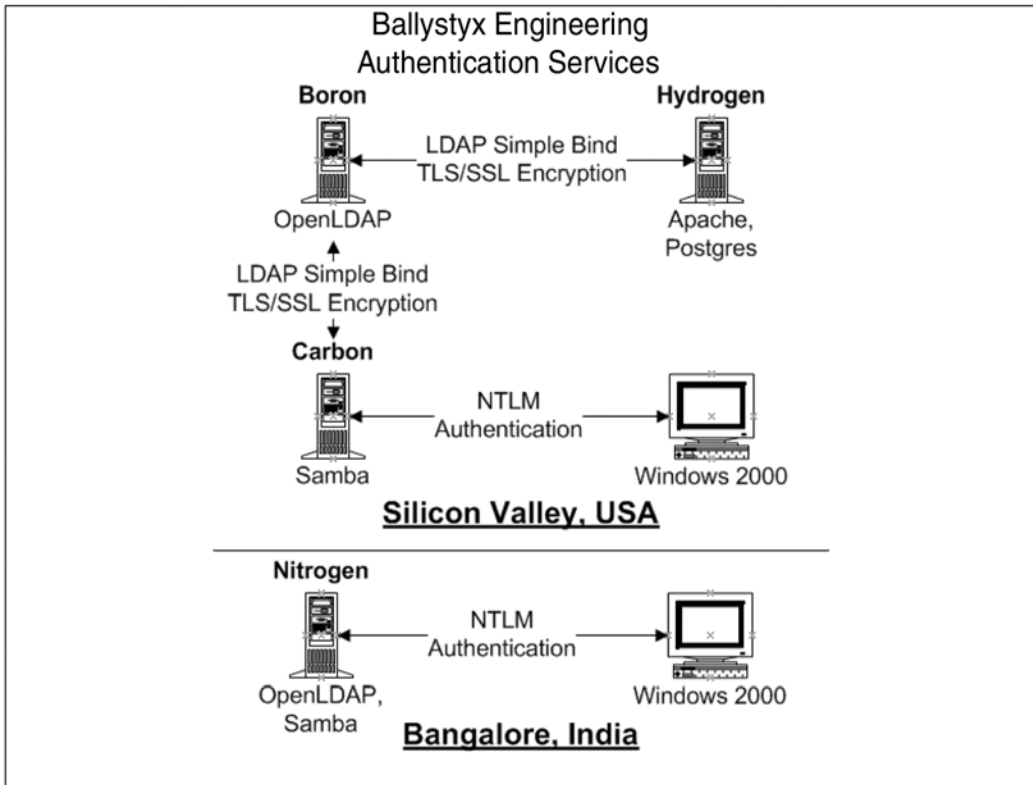 Ballystyx Engineering
Authentication Services
Boron
Hydrogen
LDAP Simple Bind
TLS/SSL Encryption
OpenLDAP
Apache,
Postgres
LDAP Simple Bind
TLS/SSL Encryption
Carbon
NTLM
Authentication
Samba
Windows 2000
Silicon Valley, USA
Nitrogen
NTLM
Authentication
OpenLDAP,
Samba
Windows 2000
Bangalore, India